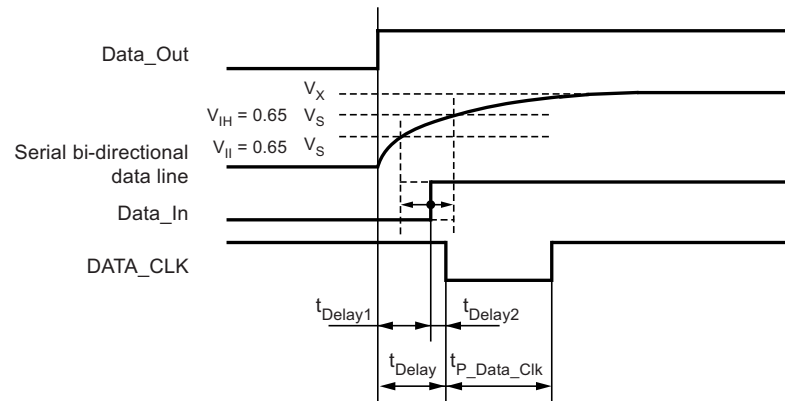 Data_Out
V_X
V_IH = 0.65 V_S
V_Il = 0.65 V_S
Serial bi-directional
data line
Data_In
DATA_CLK
t_Delay1
t_Delay2
t_Delay
t_P_Data_Clk